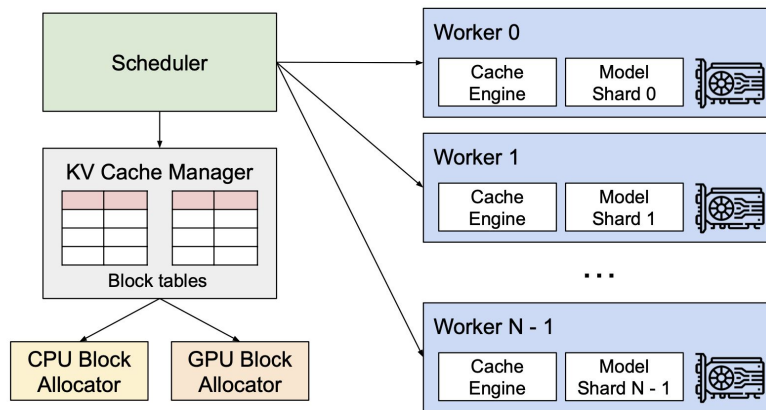 Scheduler
KV Cache Manager
Block tables
CPU Block
Allocator
GPU Block
Allocator
Worker 0
Cache
Engine
Model
Shard 0
Worker 1
Cache
Engine
Model
Shard 1
...
Worker N - 1
Cache
Engine
Model
Shard N - 1